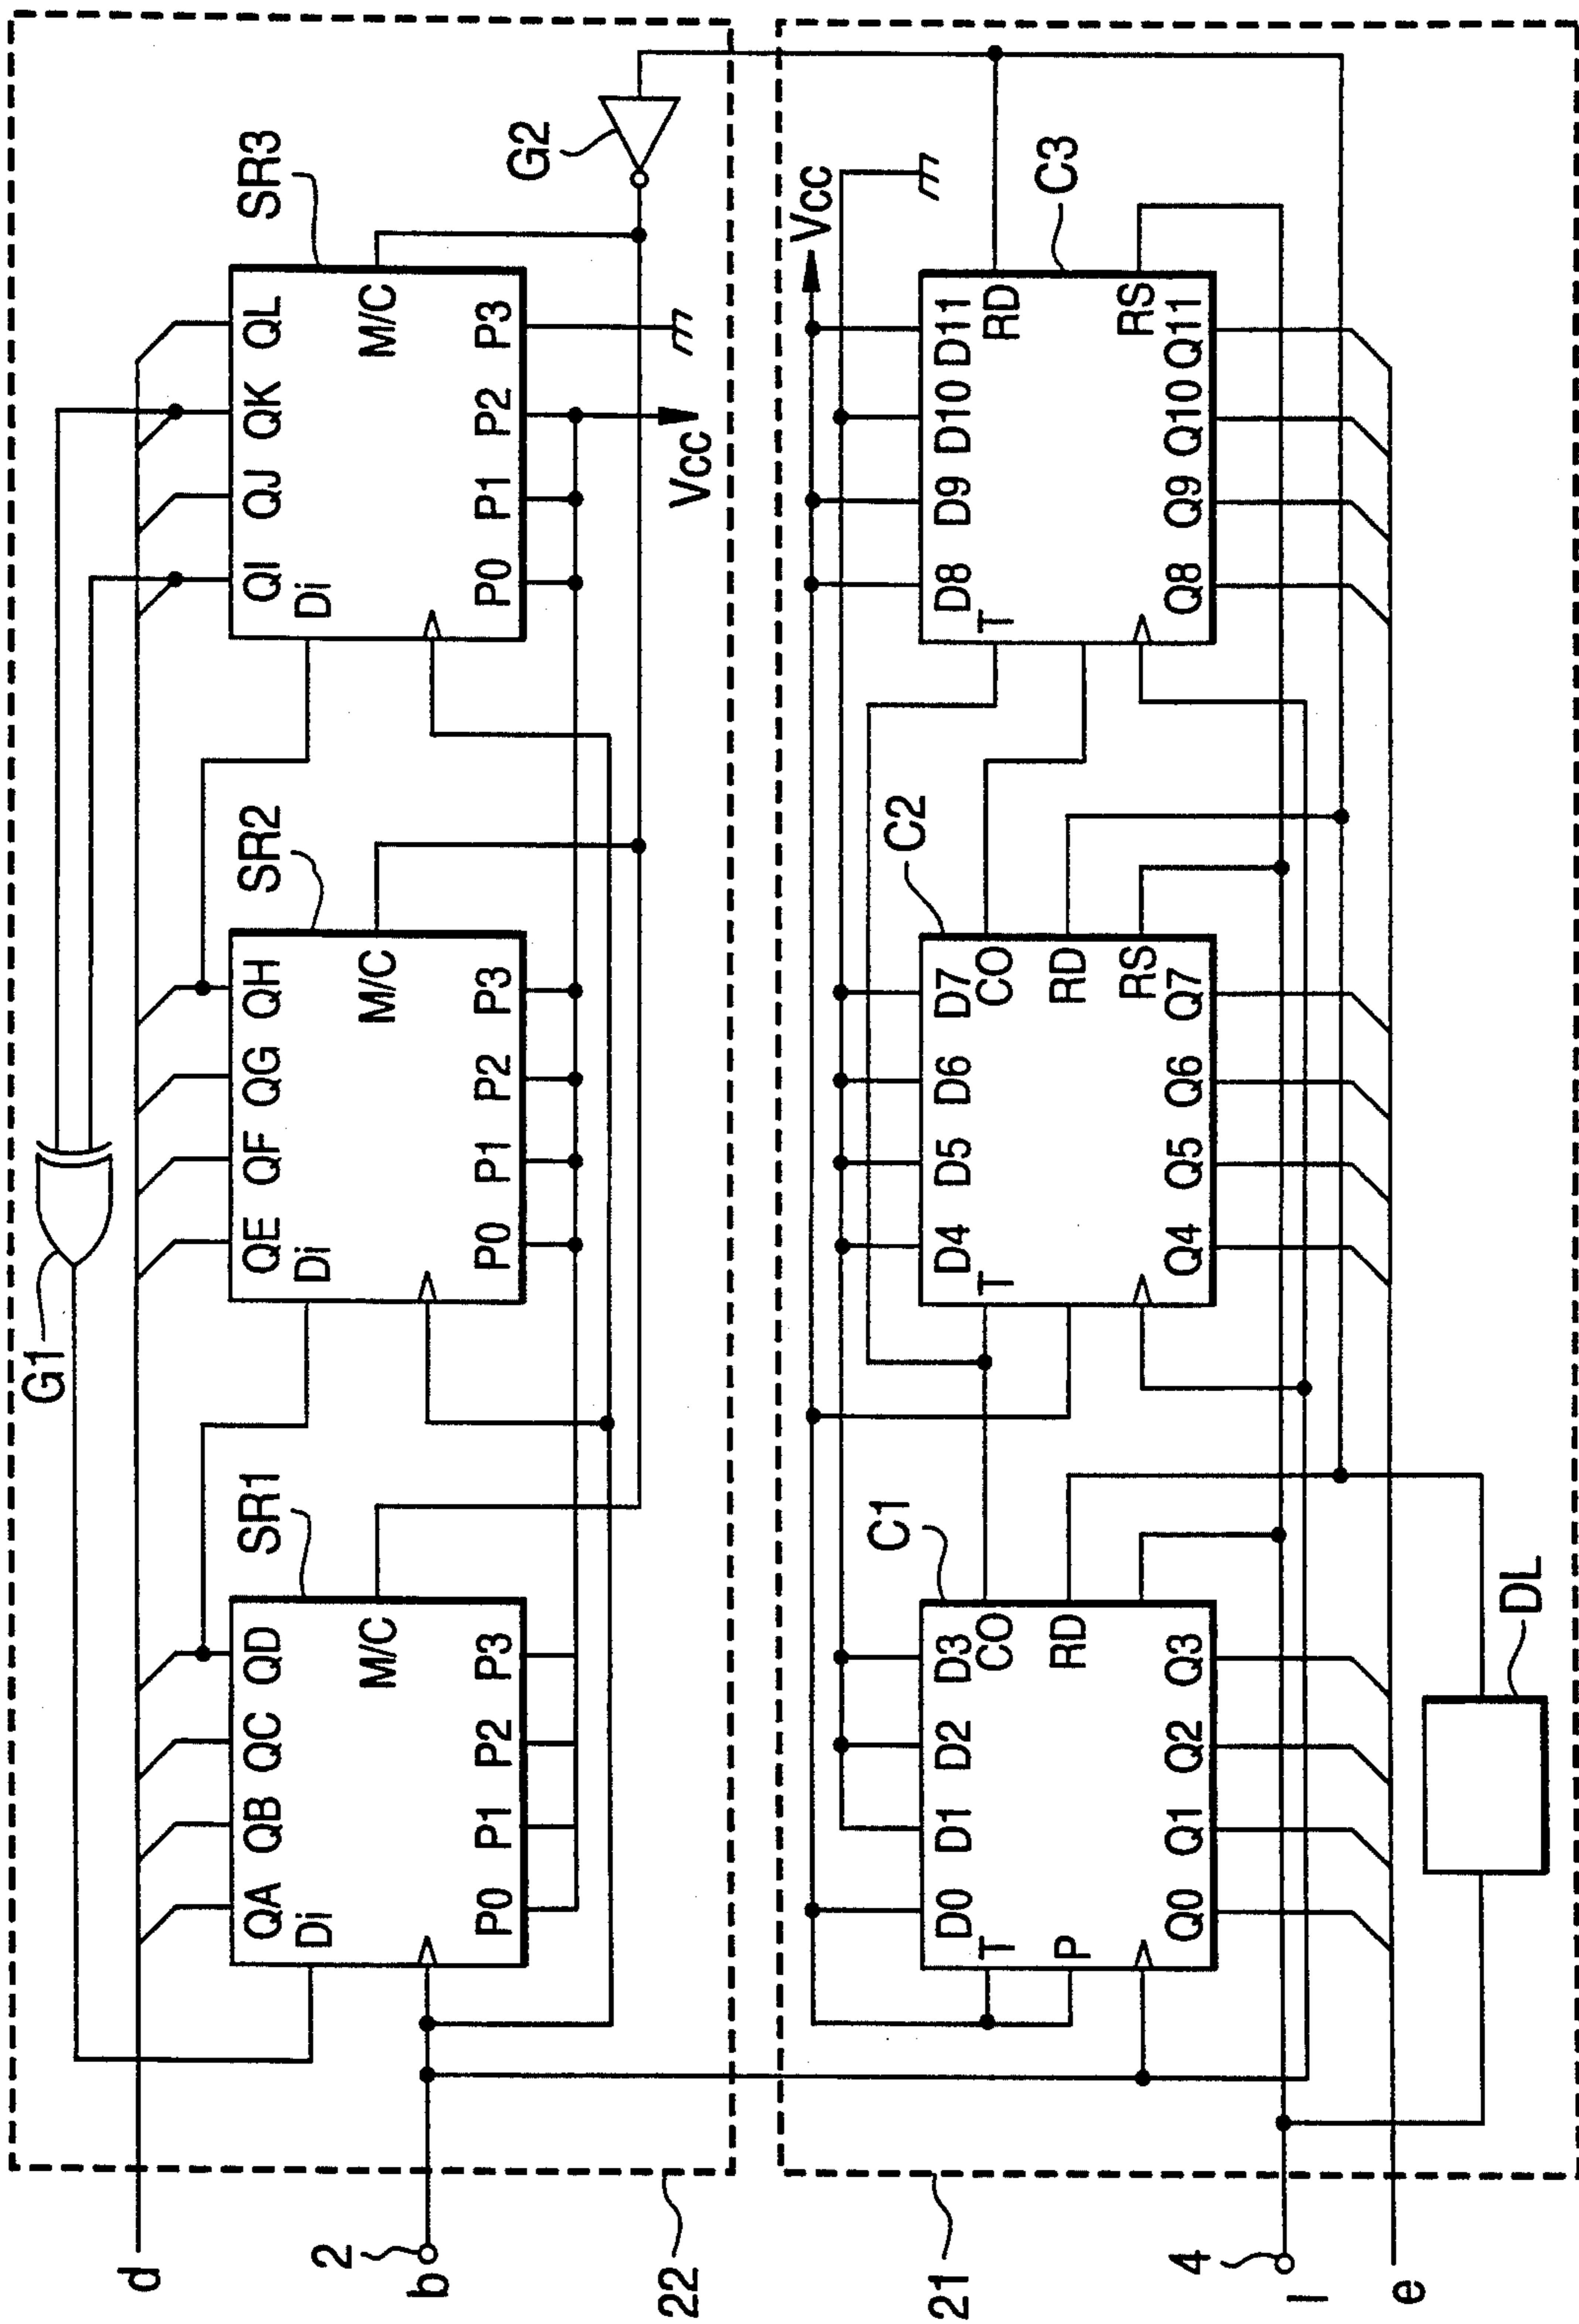 G1
SR1
SR2
SR3
G2
QA QB QC QD
Di
M/C
P0 P1 P2 P3
QE QF QG QH
Di
M/C
P0 P1 P2 P3
QI QJ QK QL
Di
M/C
P0 P1 P2 P3
Vcc
d
2
b
22
Vcc
C1
C2
C3
D0 D1 D2 D3
T
CO
P
RD
Q0 Q1 Q2 Q3
D4 D5 D6 D7
T
CO
RD
RS
Q4 Q5 Q6 Q7
D8 D9 D10 D11
T
RD
RS
Q8 Q9 Q10 Q11
DL
21
4
l
e